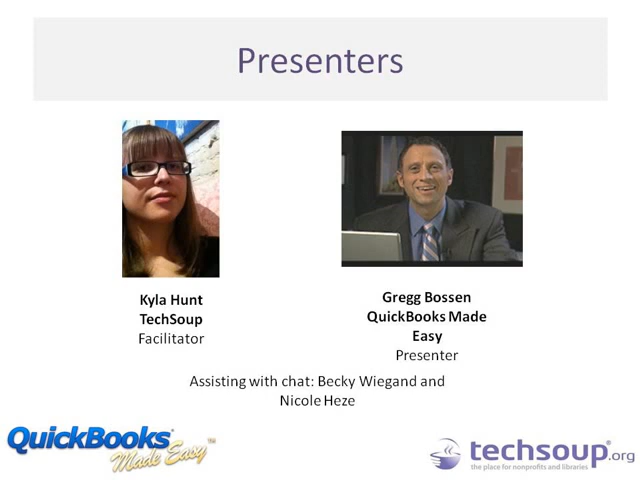 Presenters
Kyla Hunt
TechSoup
Facilitator
Gregg Bossen
QuickBooks Made
Easy
Presenter
Assisting with chat: Becky Wiegand and
Nicole Heze
QuickBooks
Made Easy™
techsoup®.org
the place for nonprofits and libraries